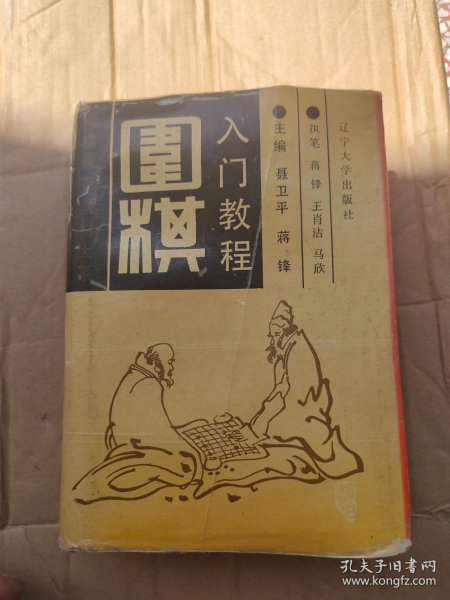 圍棋
入门教程
主编 聂卫平 蒋锋
执笔 蒋锋 王肖洁 马欣
辽宁大学出版社
孔夫子旧书网
www.kongfz.com